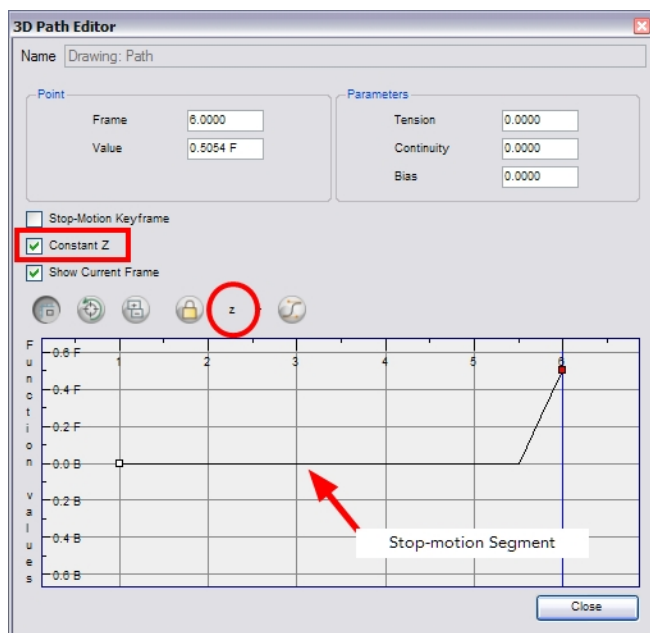 3D Path Editor
Name Drawing: Path
Point
Frame 6.0000
Value 0.5054 F
Parameters
Tension 0.0000
Continuity 0.0000
Bias 0.0000
Stop-Motion Keyframe
Constant Z
Show Current Frame
z
Function values
0.6 F
0.4 F
0.2 F
0.0 B
0.2 B
0.4 B
0.6 B
1 2 3 4 5 6
Stop-motion Segment
Close